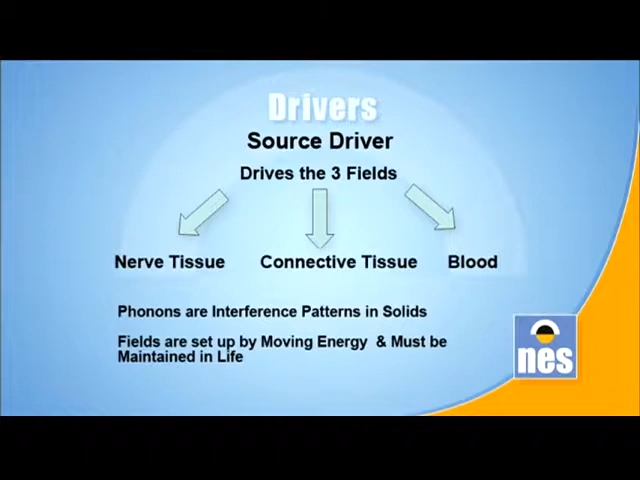 Drivers
Source Driver
Drives the 3 Fields
Nerve Tissue Connective Tissue Blood
Phonons are Interference Patterns in Solids
Fields are set up by Moving Energy & Must be
Maintained in Life
nes